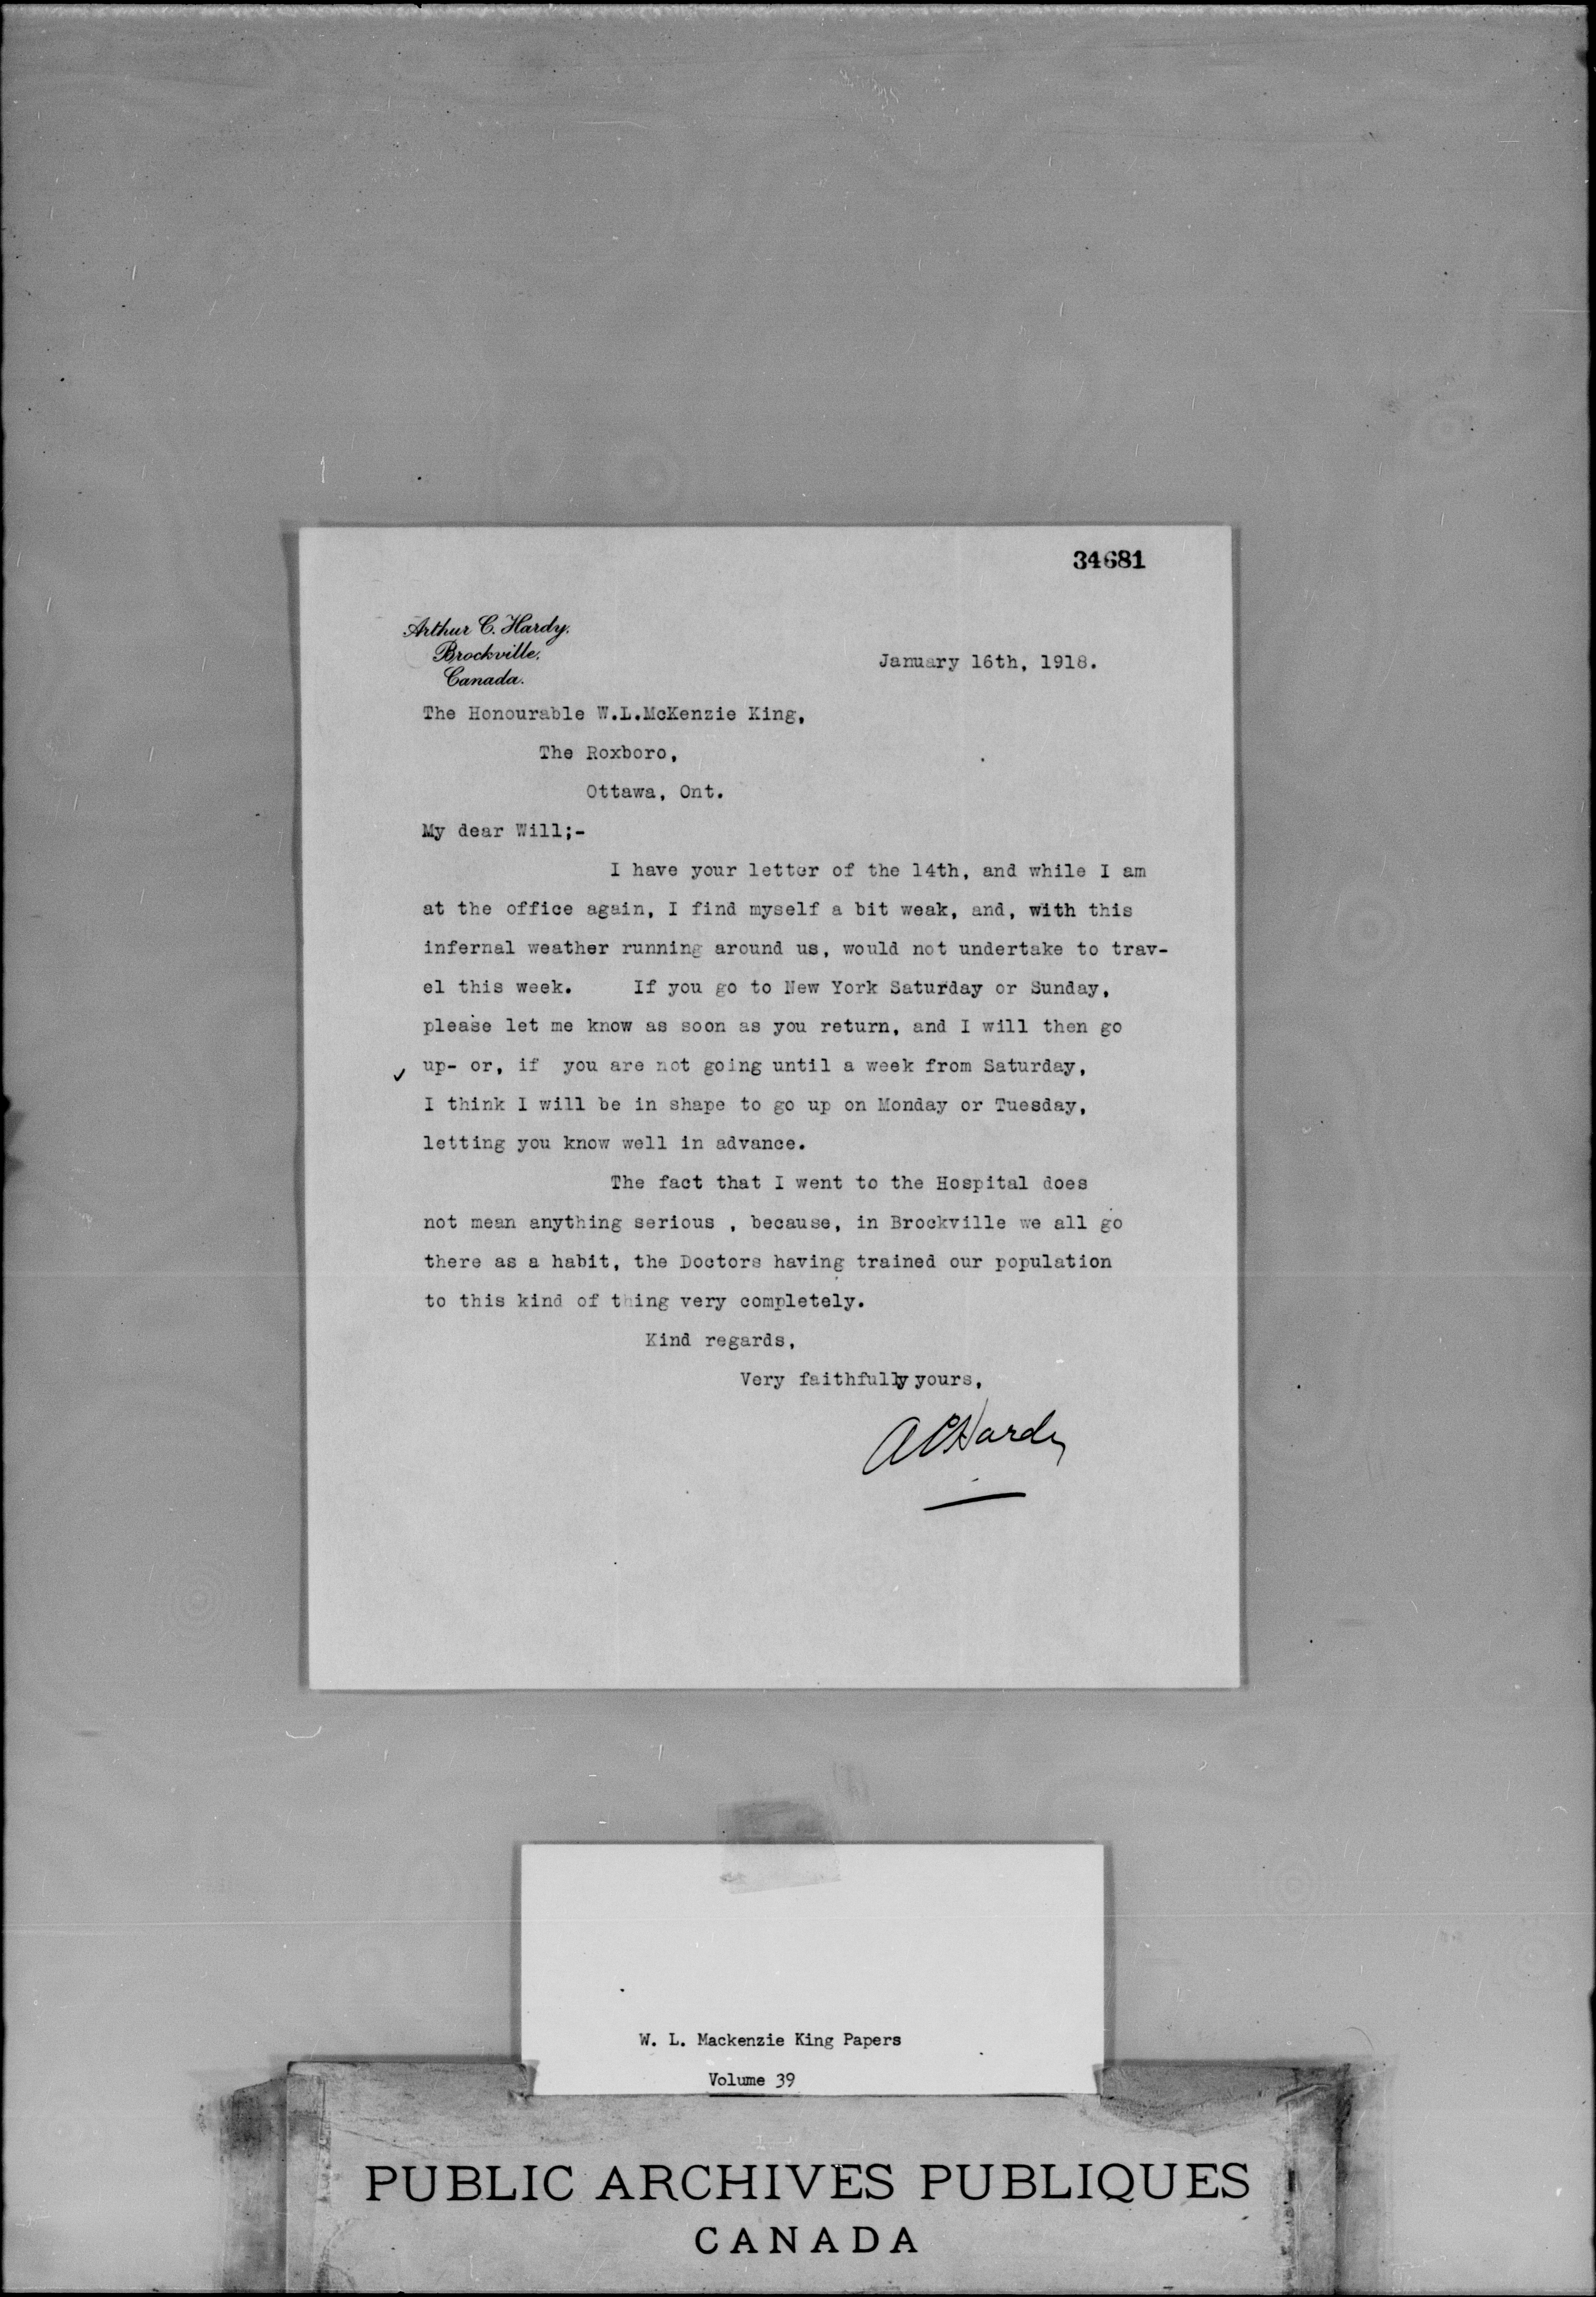 34681
Arthur C. Hardy.
Brockville.
Canada.
January 16th, 1918.
The Honourable W.L.McKenzie King,
The Roxboro,
Ottawa, Ont.
My dear Will;-
I have your letter of the 14th, and while I am
at the office again, I find myself a bit weak, and, with this
infernal weather running around us, would not undertake to trav-
el this week. If you go to New York Saturday or Sunday,
please let me know as soon as you return, and I will then go
✓ up- or, if you are not going until a week from Saturday,
I think I will be in shape to go up on Monday or Tuesday,
letting you know well in advance.
The fact that I went to the Hospital does
not mean anything serious , because, in Brockville we all go
there as a habit, the Doctors having trained our population
to this kind of thing very completely.
Kind regards,
Very faithfully yours,
A C Hardy
W. L. Mackenzie King Papers
Volume 39
PUBLIC ARCHIVES PUBLIQUES
CANADA